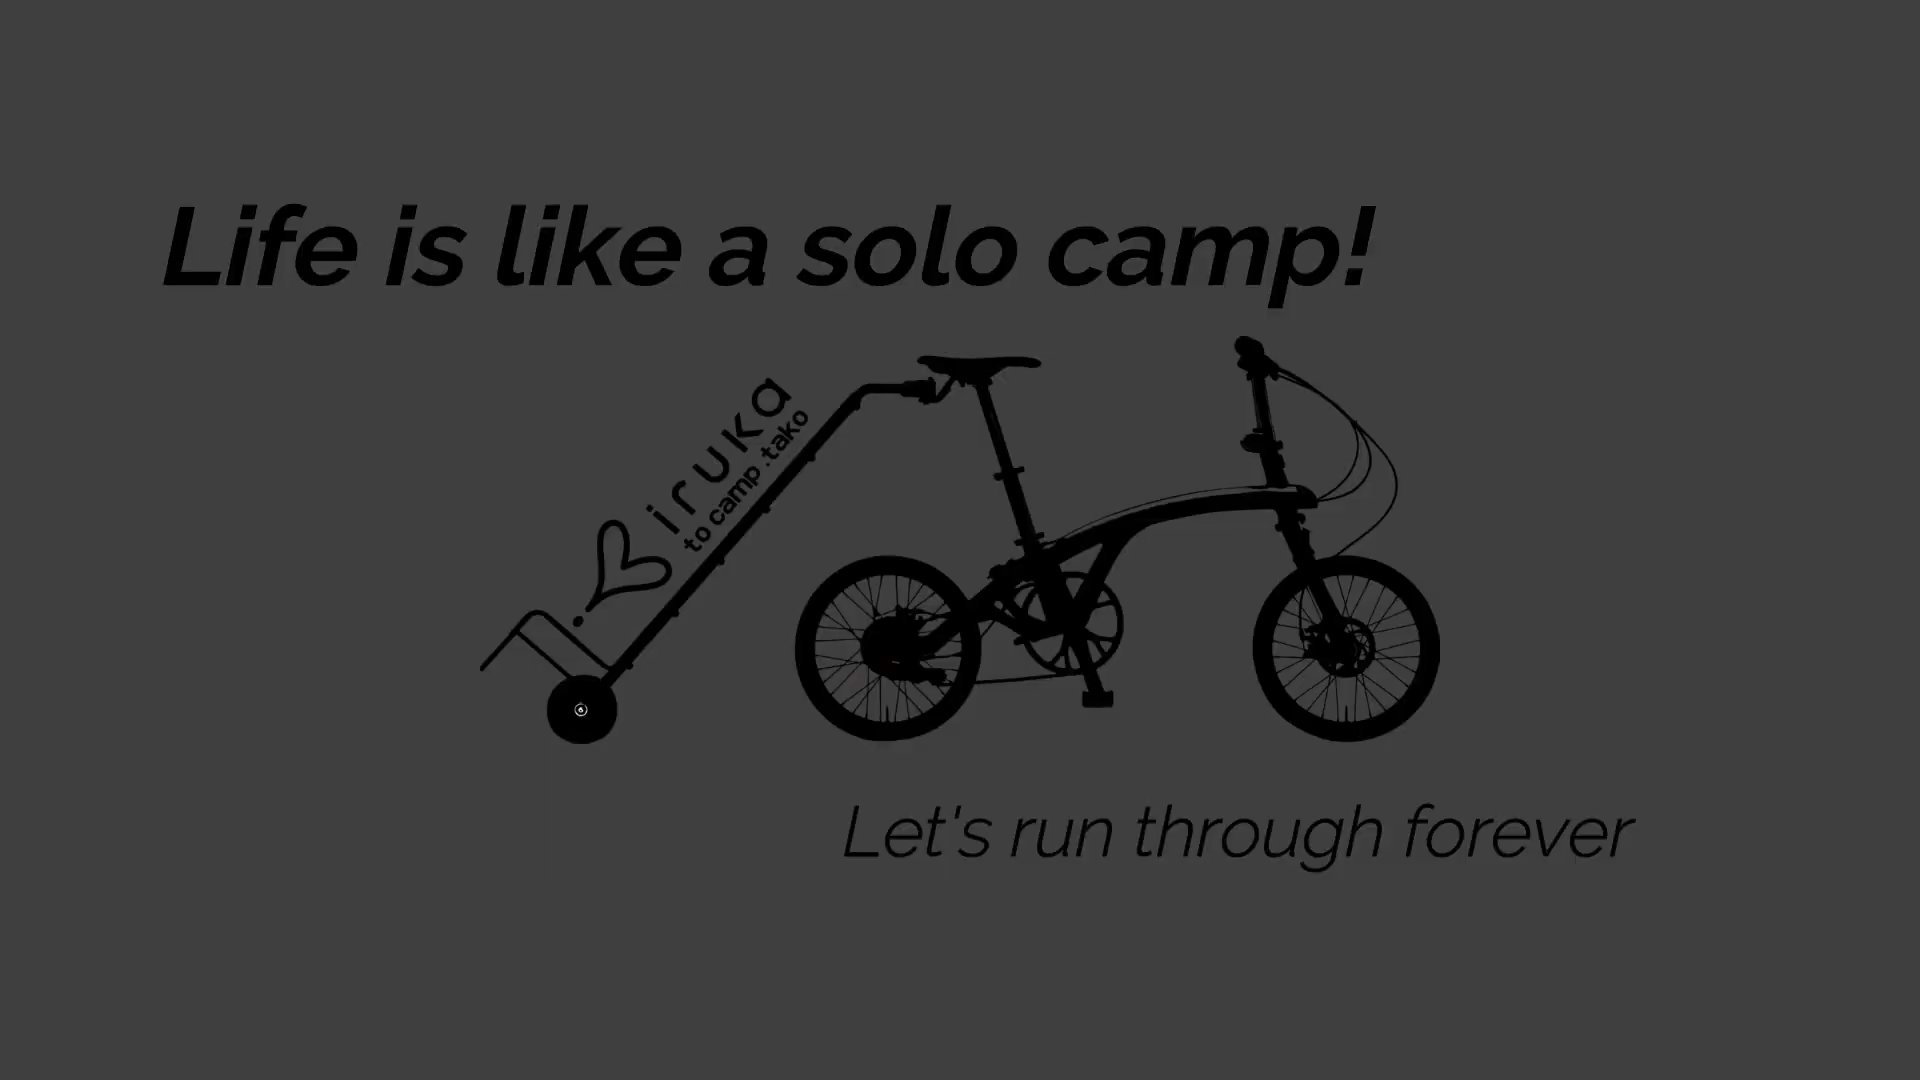 Life is like a solo camp!
iruka
to camp .tako
Let's run through forever